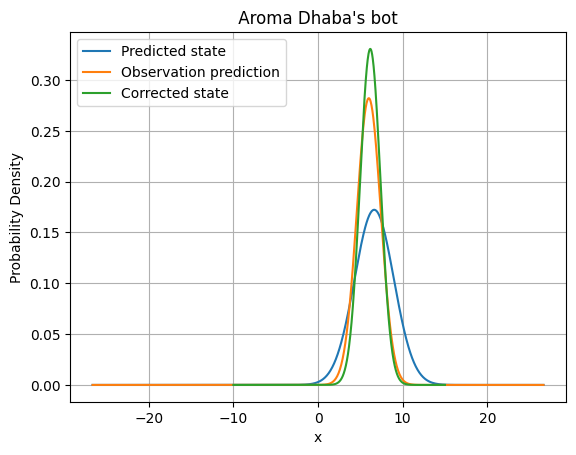 Aroma Dhaba's bot
Predicted state
Observation prediction
Corrected state
Probability Density
0.30
0.25
0.20
0.15
0.10
0.05
0.00
−20
−10
0
10
20
x